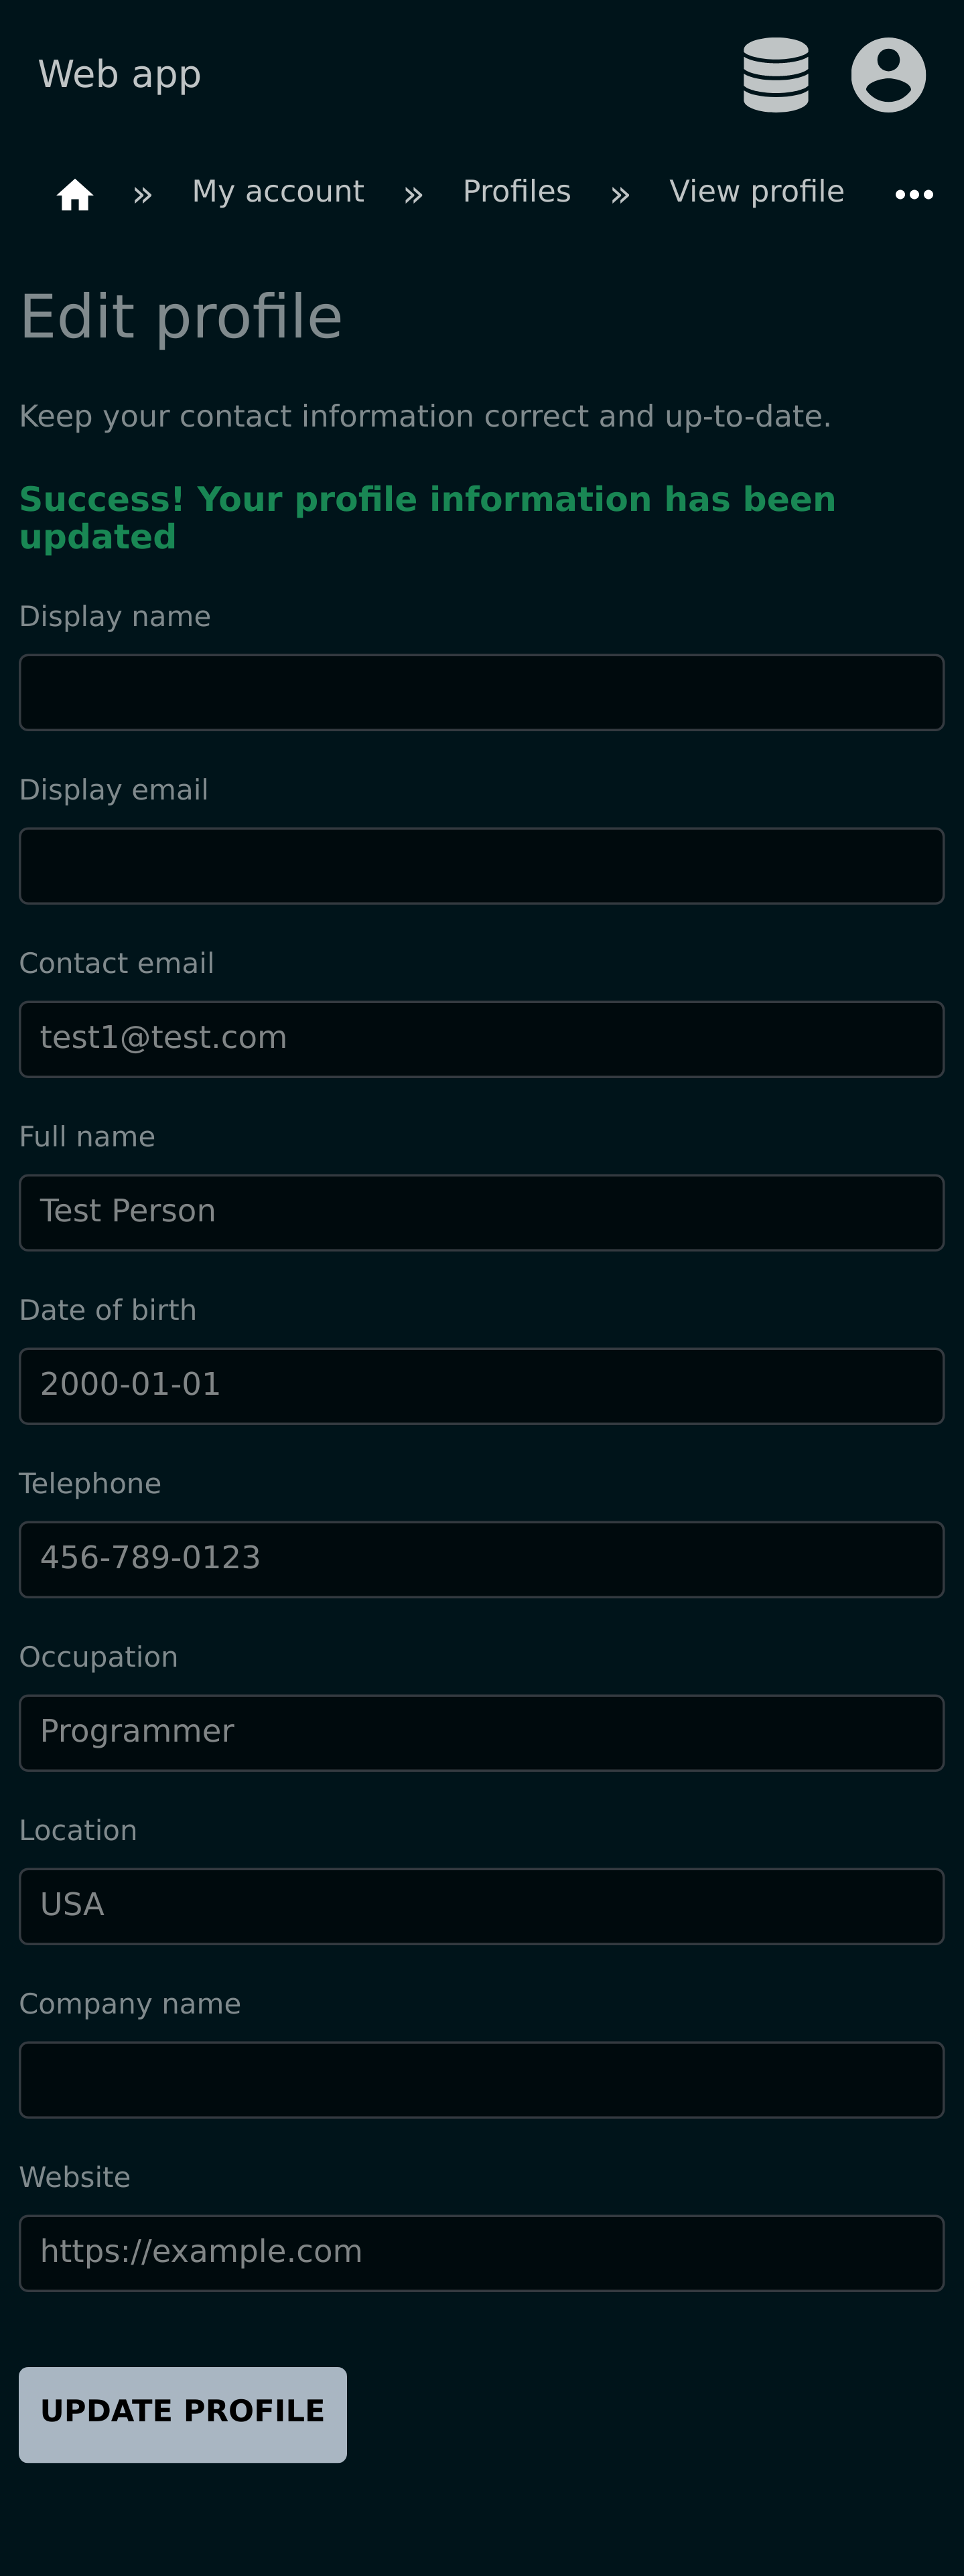 Web app
» My account » Profiles » View profile
Edit profile
Keep your contact information correct and up-to-date.
Success! Your profile information has been
updated
Display name
Display email
Contact email
test1@test.com
Full name
Test Person
Date of birth
2000-01-01
Telephone
456-789-0123
Occupation
Programmer
Location
USA
Company name
Website
https://example.com
UPDATE PROFILE